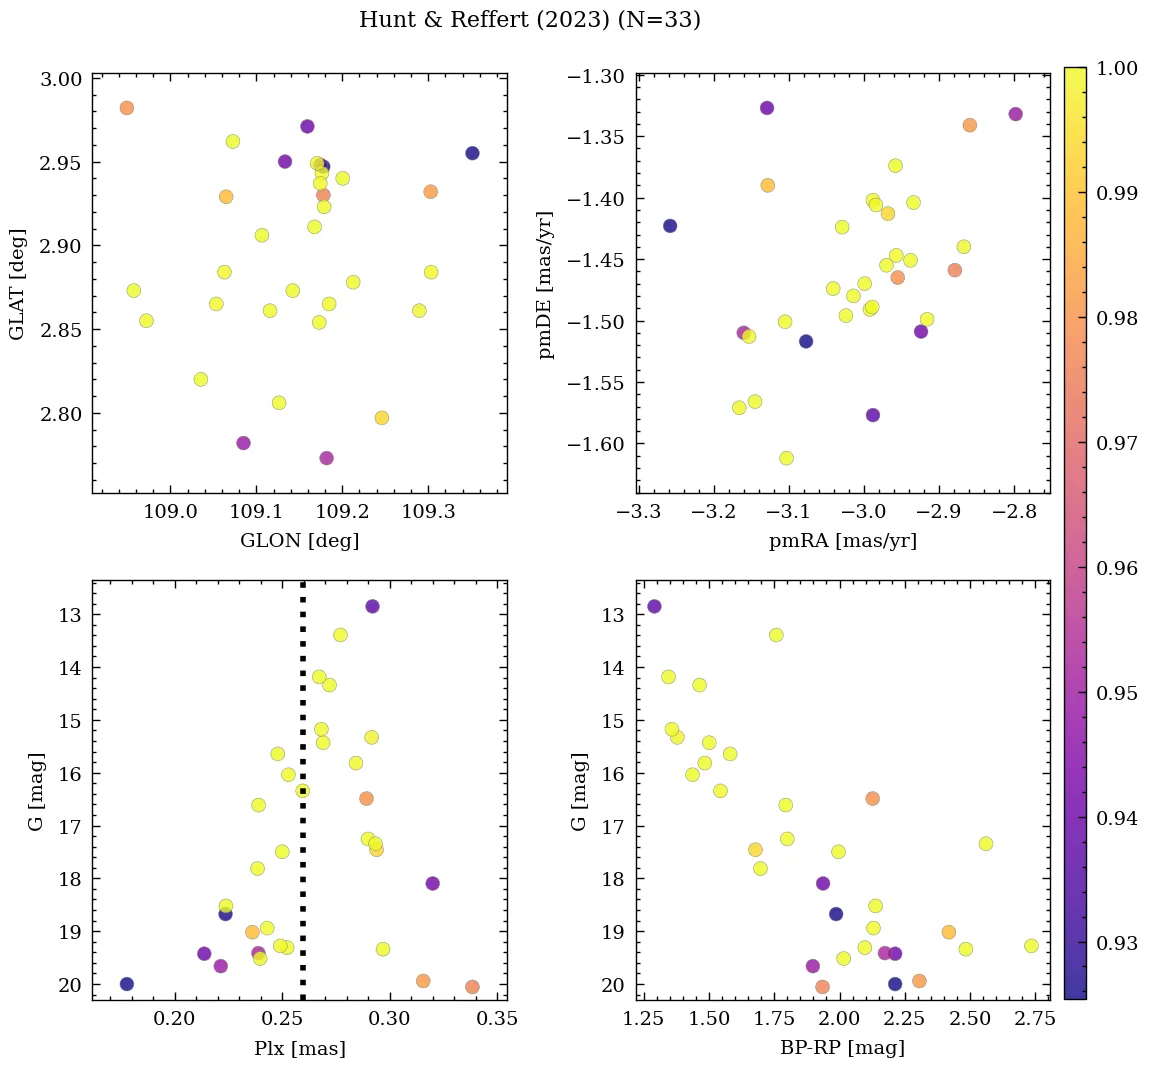 Hunt & Reffert (2023) (N=33)
3.00
2.95
2.90
2.85
2.80
GLAT [deg]
109.0 109.1 109.2 109.3
GLON [deg]
−1.30
−1.35
−1.40
−1.45
−1.50
−1.55
−1.60
pmDE [mas/yr]
−3.3 −3.2 −3.1 −3.0 −2.9 −2.8
pmRA [mas/yr]
13
14
15
16
17
18
19
20
G [mag]
0.20 0.25 0.30 0.35
Plx [mas]
13
14
15
16
17
18
19
20
G [mag]
1.25 1.50 1.75 2.00 2.25 2.50 2.75
BP-RP [mag]
1.00
0.99
0.98
0.97
0.96
0.95
0.94
0.93